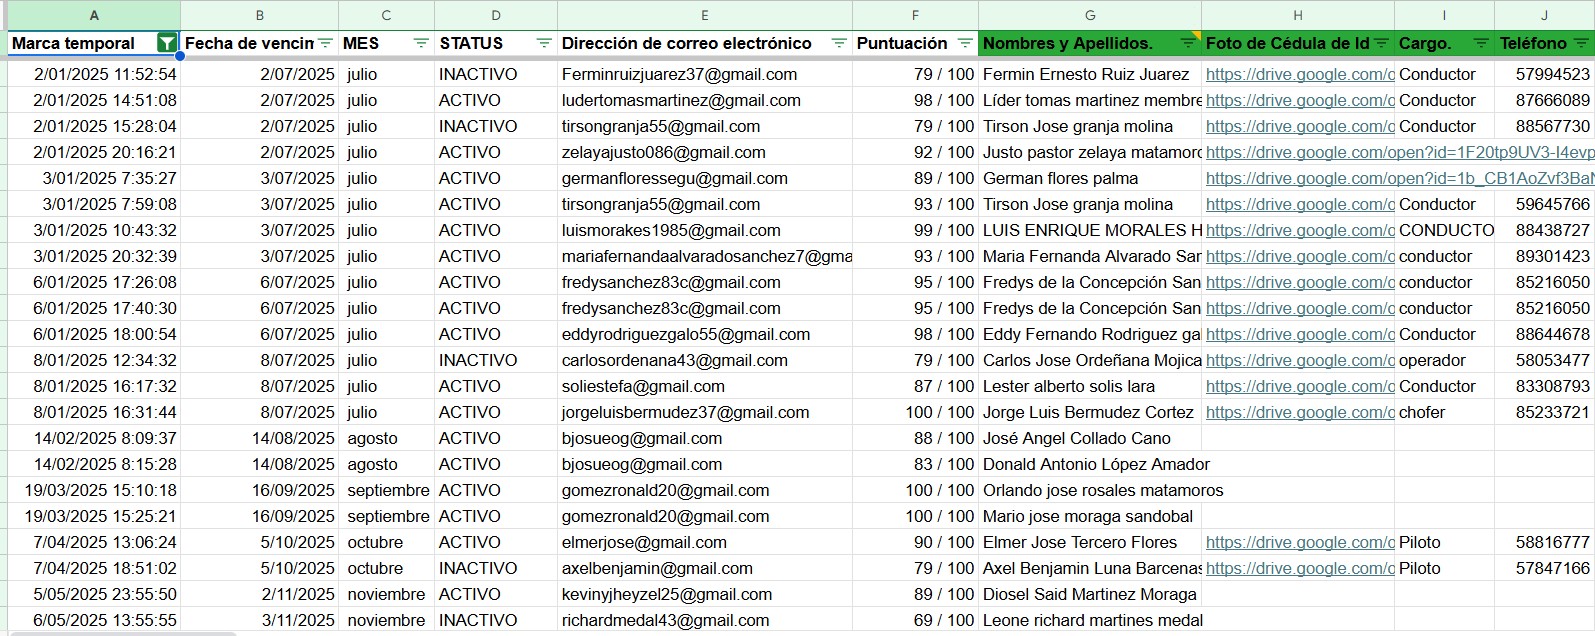 A B C D E F G H I J
Marca temporal Fecha de vencim MES STATUS Dirección de correo electrónico Puntuación Nombres y Apellidos. Foto de Cédula de Id Cargo. Teléfono
2/01/2025 11:52:54 2/07/2025 julio INACTIVO Ferminruizjuarez37@gmail.com 79 / 100 Fermin Ernesto Ruiz Juarez https://drive.google.com/o Conductor 57994523
2/01/2025 14:51:08 2/07/2025 julio ACTIVO ludertomasmartinez@gmail.com 98 / 100 Líder tomas martinez membre https://drive.google.com/o Conductor 87666089
2/01/2025 15:28:04 2/07/2025 julio INACTIVO tirsongranja55@gmail.com 79 / 100 Tirson Jose granja molina https://drive.google.com/o Conductor 88567730
2/01/2025 20:16:21 2/07/2025 julio ACTIVO zelayajusto086@gmail.com 92 / 100 Justo pastor zelaya matamoro https://drive.google.com/open?id=1F20tp9UV3-I4evp
3/01/2025 7:35:27 3/07/2025 julio ACTIVO germanfloressegu@gmail.com 89 / 100 German flores palma https://drive.google.com/open?id=1b_CB1AoZvf3BaN
3/01/2025 7:59:08 3/07/2025 julio ACTIVO tirsongranja55@gmail.com 93 / 100 Tirson Jose granja molina https://drive.google.com/o Conductor 59645766
3/01/2025 10:43:32 3/07/2025 julio ACTIVO luismorakes1985@gmail.com 99 / 100 LUIS ENRIQUE MORALES H https://drive.google.com/o CONDUCTO 88438727
3/01/2025 20:32:39 3/07/2025 julio ACTIVO mariafernandaalvaradosanchez7@gma 93 / 100 Maria Fernanda Alvarado San https://drive.google.com/o conductor 89301423
6/01/2025 17:26:08 6/07/2025 julio ACTIVO fredysanchez83c@gmail.com 95 / 100 Fredys de la Concepción San https://drive.google.com/o conductor 85216050
6/01/2025 17:40:30 6/07/2025 julio ACTIVO fredysanchez83c@gmail.com 95 / 100 Fredys de la Concepción San https://drive.google.com/o conductor 85216050
6/01/2025 18:00:54 6/07/2025 julio ACTIVO eddyrodriguezgalo55@gmail.com 98 / 100 Eddy Fernando Rodriguez ga https://drive.google.com/o Conductor 88644678
8/01/2025 12:34:32 8/07/2025 julio INACTIVO carlosordenana43@gmail.com 79 / 100 Carlos Jose Ordeñana Mojica https://drive.google.com/o operador 58053477
8/01/2025 16:17:32 8/07/2025 julio ACTIVO soliestefa@gmail.com 87 / 100 Lester alberto solis lara https://drive.google.com/o Conductor 83308793
8/01/2025 16:31:44 8/07/2025 julio ACTIVO jorgeluisbermudez37@gmail.com 100 / 100 Jorge Luis Bermudez Cortez https://drive.google.com/o chofer 85233721
14/02/2025 8:09:37 14/08/2025 agosto ACTIVO bjosueog@gmail.com 88 / 100 José Angel Collado Cano
14/02/2025 8:15:28 14/08/2025 agosto ACTIVO bjosueog@gmail.com 83 / 100 Donald Antonio López Amador
19/03/2025 15:10:18 16/09/2025 septiembre ACTIVO gomezronald20@gmail.com 100 / 100 Orlando jose rosales matamoros
19/03/2025 15:25:21 16/09/2025 septiembre ACTIVO gomezronald20@gmail.com 100 / 100 Mario jose moraga sandobal
7/04/2025 13:06:24 5/10/2025 octubre ACTIVO elmerjose@gmail.com 90 / 100 Elmer Jose Tercero Flores https://drive.google.com/o Piloto 58816777
7/04/2025 18:51:02 5/10/2025 octubre INACTIVO axelbenjamin@gmail.com 79 / 100 Axel Benjamin Luna Barcenas https://drive.google.com/o Piloto 57847166
5/05/2025 23:55:50 2/11/2025 noviembre ACTIVO kevinyjheyzel25@gmail.com 89 / 100 Diosel Said Martinez Moraga
6/05/2025 13:55:55 3/11/2025 noviembre INACTIVO richardmedal43@gmail.com 69 / 100 Leone richard martines medal